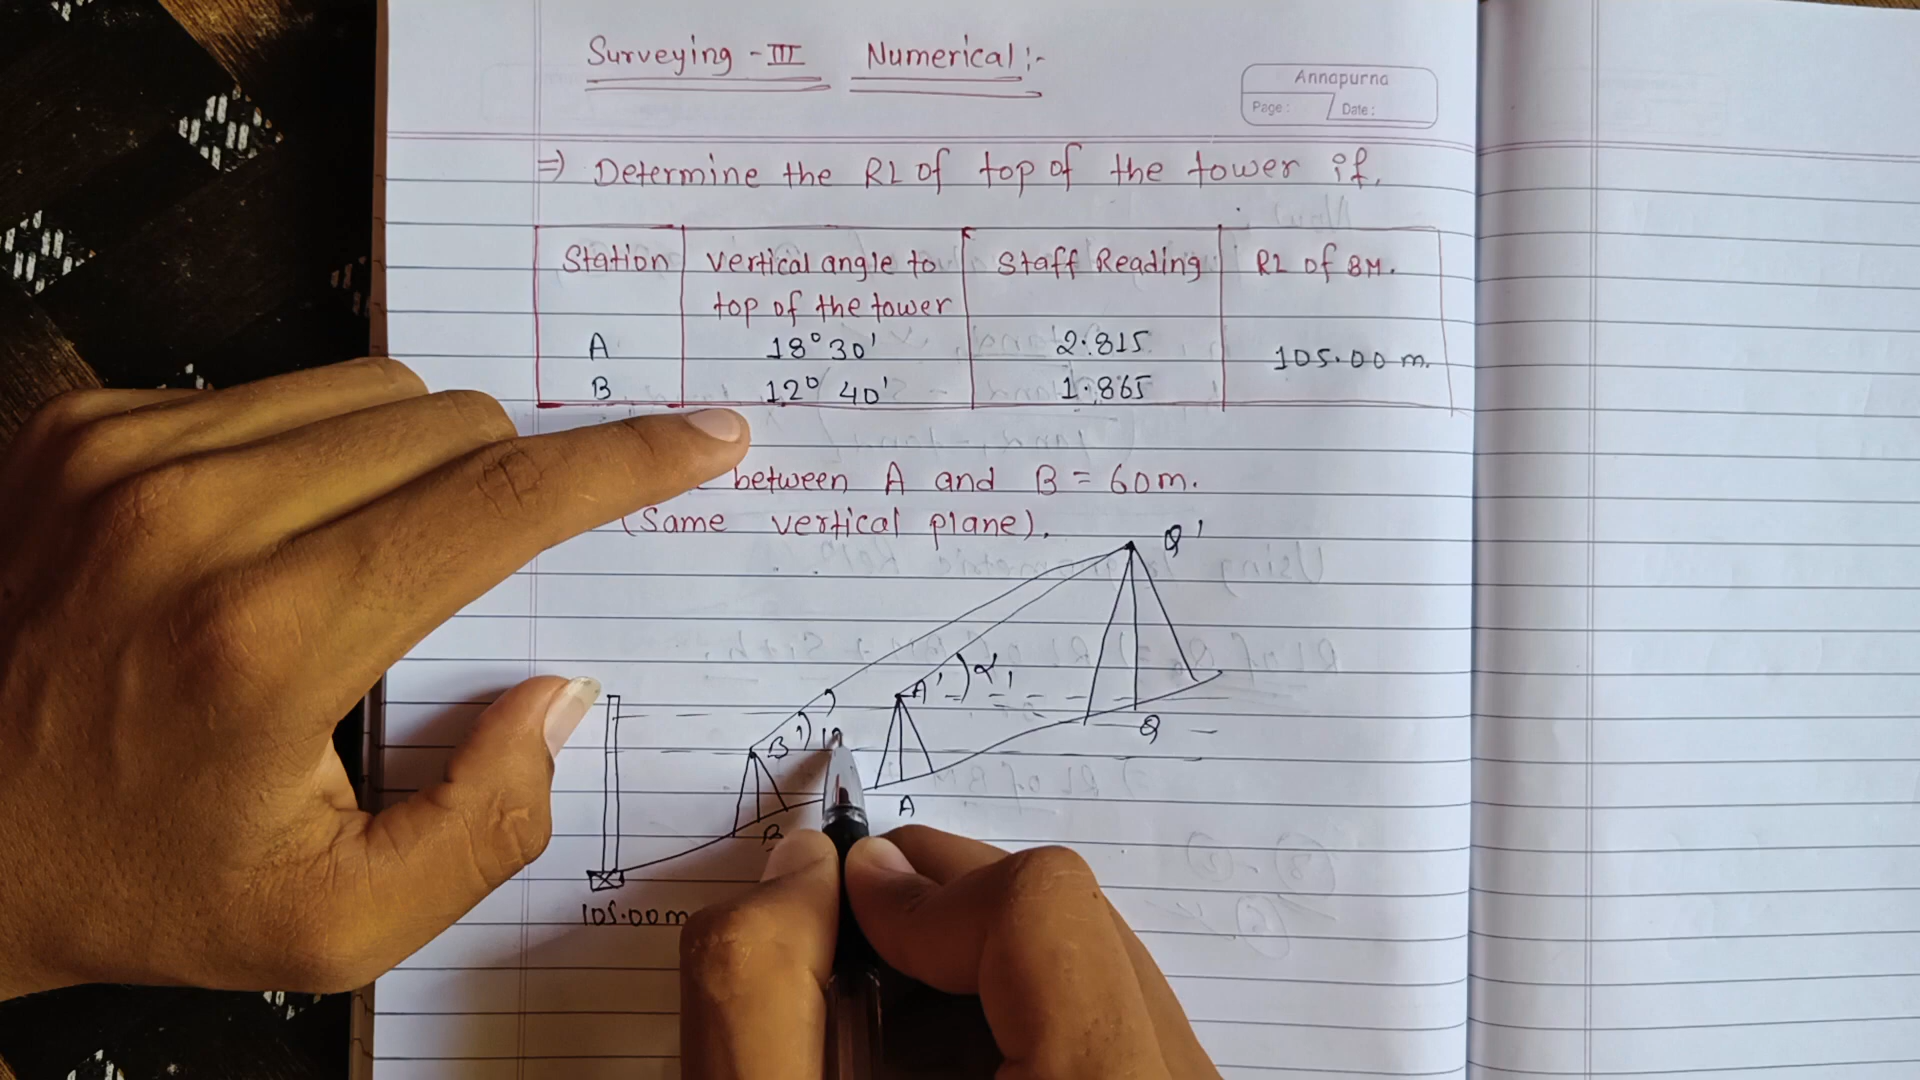 Surveying -III Numerical :-
Annapurna
Page: Date:
=) Determine the RL of top of the tower if,
Station
vertical angle to top of the tower
Staff Reading
RL of BM.
A 18°30' 2.815
B 12° 40' 1.865
105.00 m.
between A and B = 60m.
(Same vertical plane).
Q'
A' α1
B'
Q
A
B
105.00m